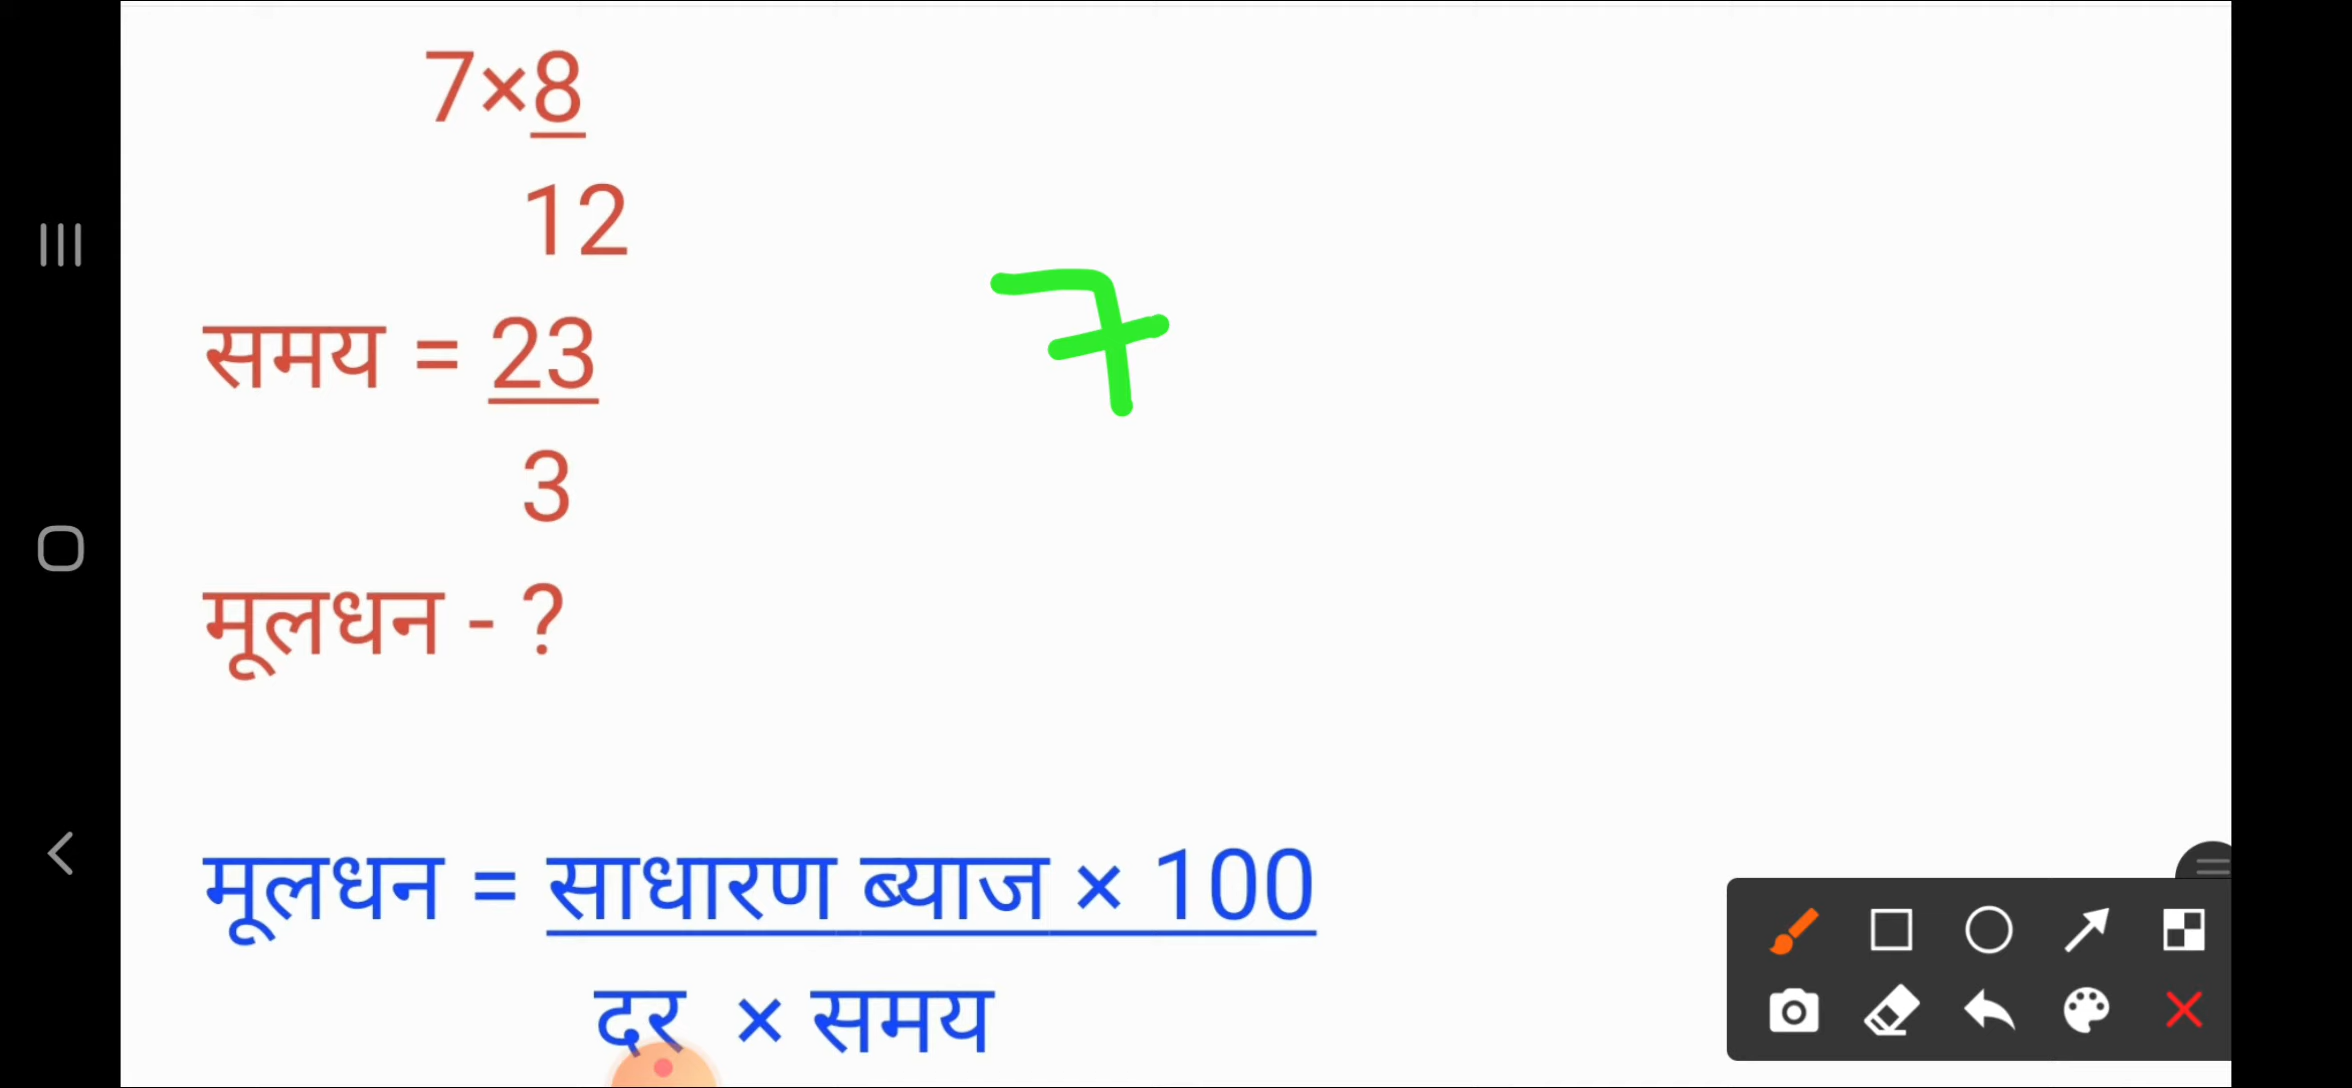 7×8
12
समय = 23
3
7
मूलधन - ?
मूलधन = साधारण ब्याज × 100
दर × समय